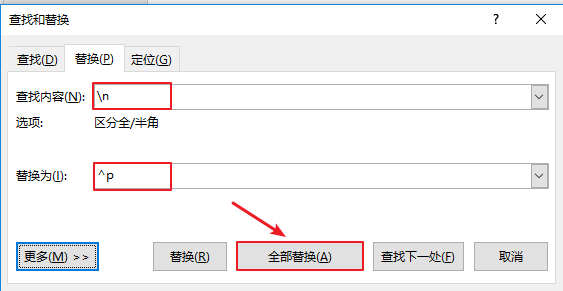 查找和替换
? ×
查找(D) 替换(P) 定位(G)
查找内容(N): \n
选项: 区分全/半角
替换为(I): ^p
更多(M) >> 替换(R) 全部替换(A) 查找下一处(F) 取消